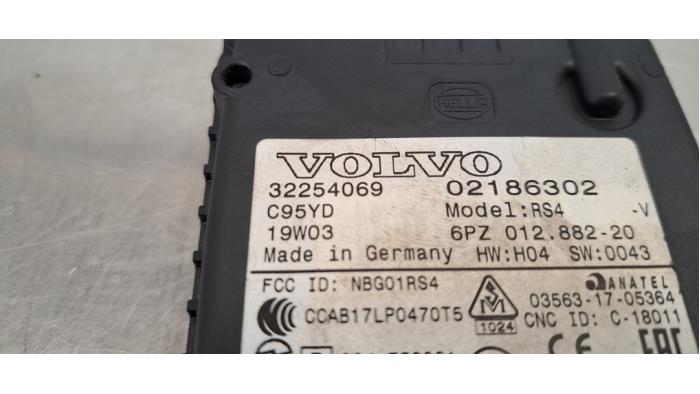 HELLA
VOLVO
32254069 02186302
C95YD Model:RS4 -V
19W03 6PZ 012.882-20
Made in Germany HW:H04 SW:0043
FCC ID: NBG01RS4 ANATEL
CCAB17LP0470T5 1024 03563-17-05364
CNC ID: C-18011
CE EAC